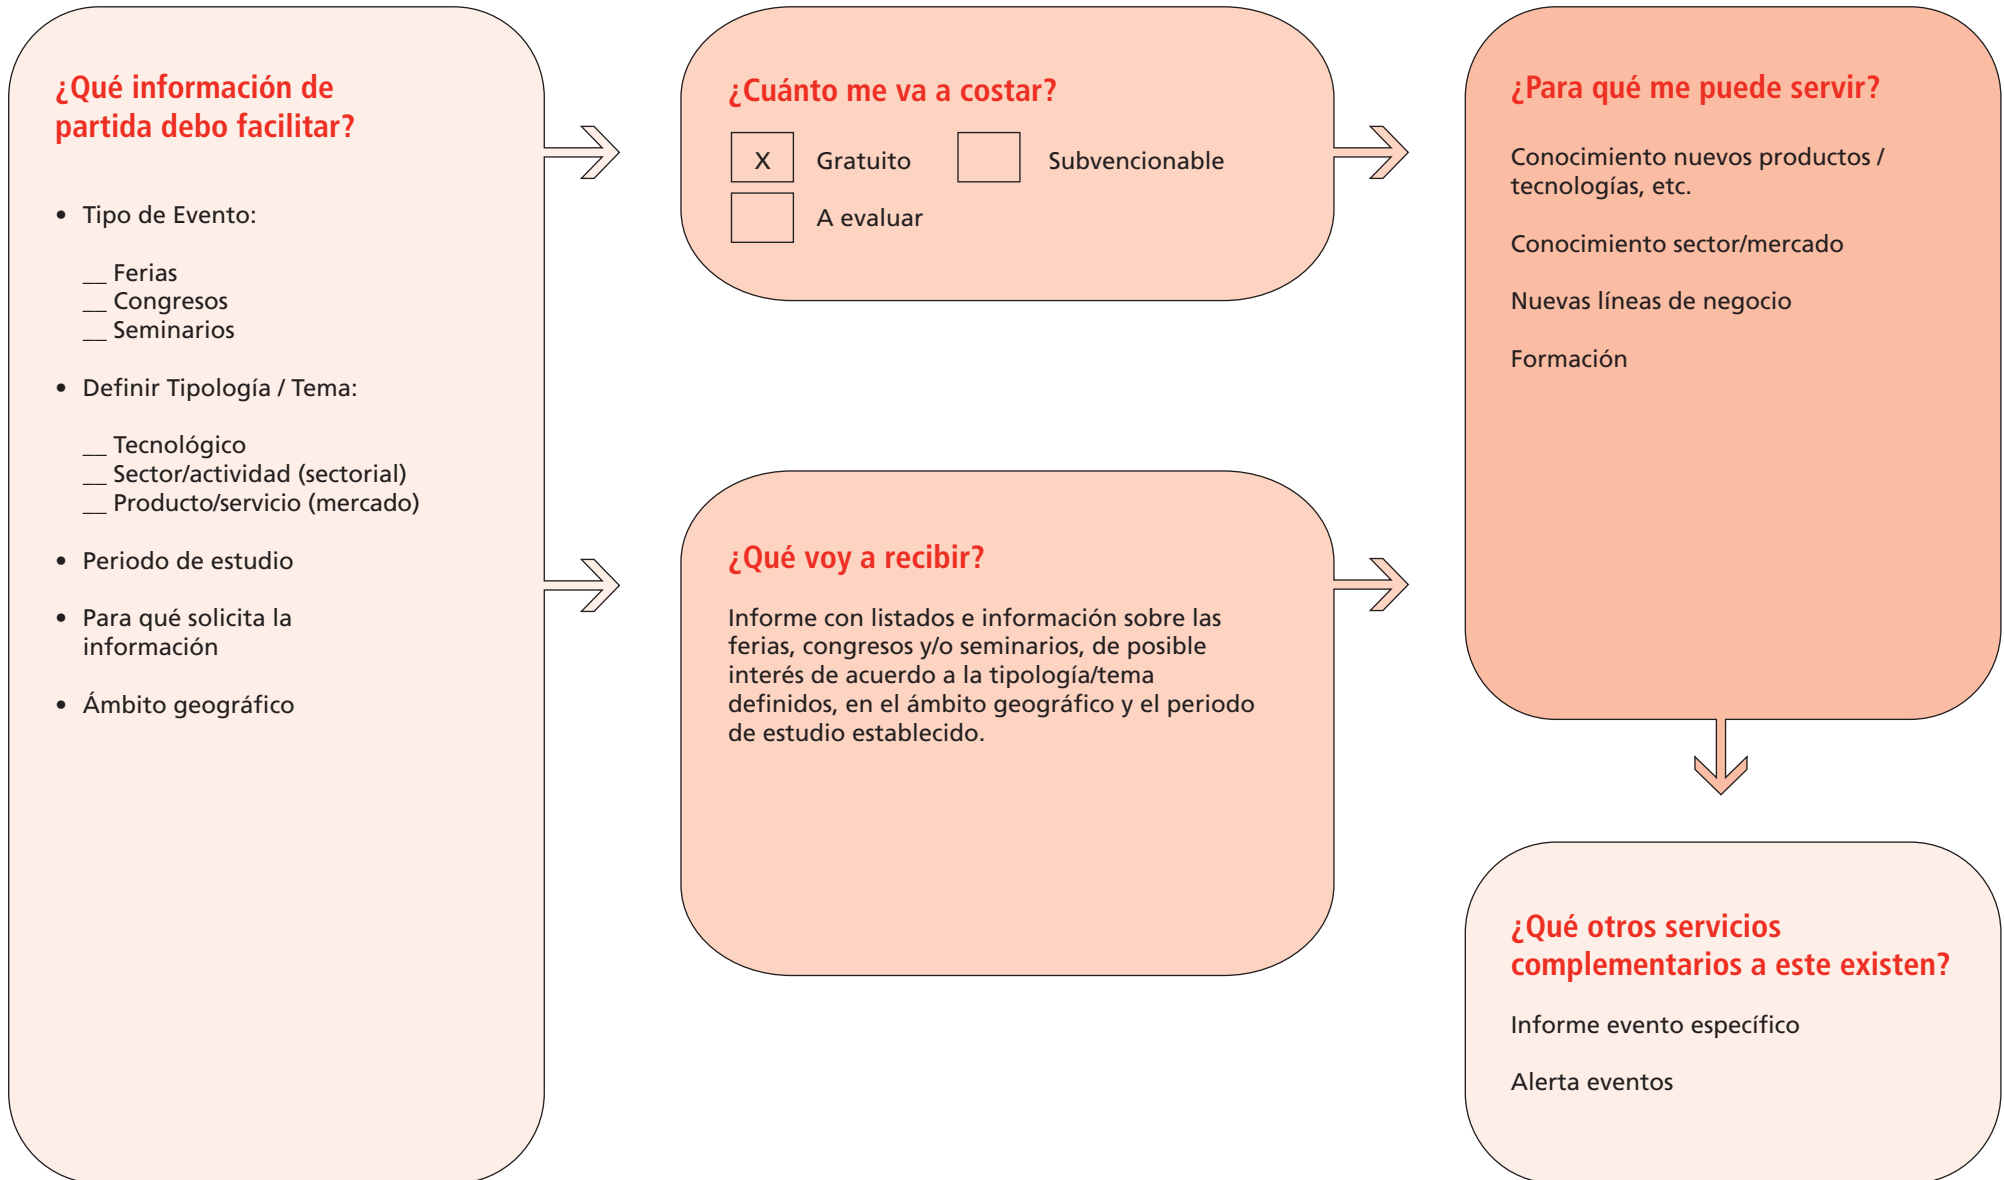 ¿Qué información de
partida debo facilitar?
• Tipo de Evento:
__ Ferias
__ Congresos
__ Seminarios
• Definir Tipología / Tema:
__ Tecnológico
__ Sector/actividad (sectorial)
__ Producto/servicio (mercado)
• Periodo de estudio
• Para qué solicita la
información
• Ámbito geográfico
¿Cuánto me va a costar?
X Gratuito Subvencionable
A evaluar
¿Qué voy a recibir?
Informe con listados e información sobre las
ferias, congresos y/o seminarios, de posible
interés de acuerdo a la tipología/tema
definidos, en el ámbito geográfico y el periodo
de estudio establecido.
¿Para qué me puede servir?
Conocimiento nuevos productos /
tecnologías, etc.
Conocimiento sector/mercado
Nuevas líneas de negocio
Formación
¿Qué otros servicios
complementarios a este existen?
Informe evento específico
Alerta eventos